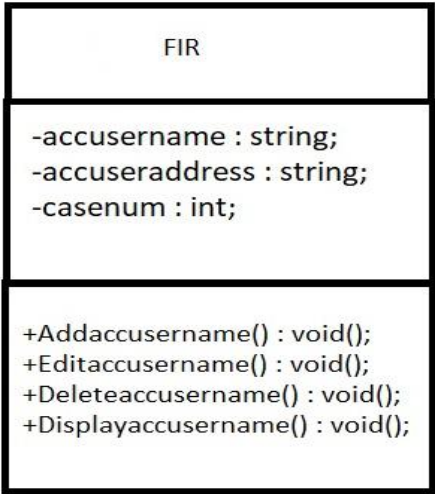 FIR
-accusername : string;
-accuseraddress : string;
-casenum : int;
+Addaccusername() : void();
+Editaccusername() : void();
+Deleteaccusername() : void();
+Displayaccusername() : void();